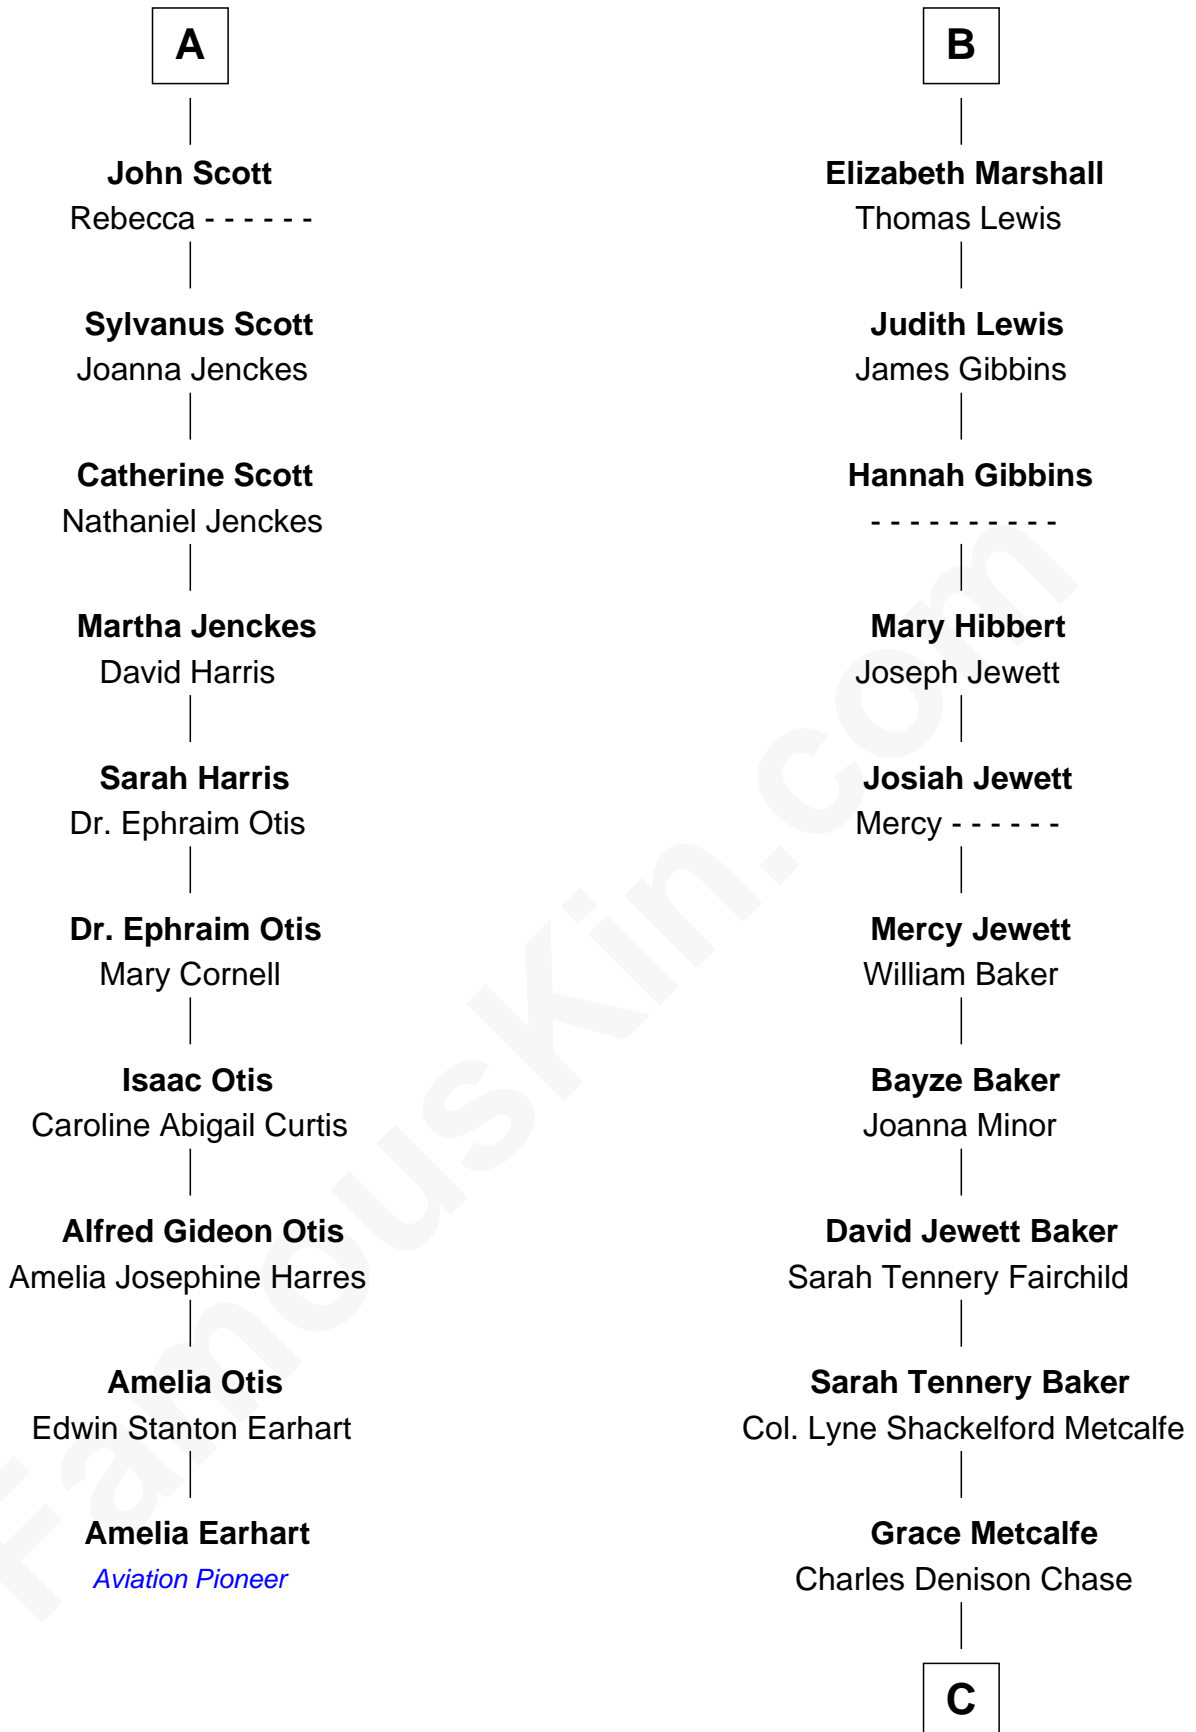 A
John Scott
Rebecca - - - - - -
Sylvanus Scott
Joanna Jenckes
Catherine Scott
Nathaniel Jenckes
Martha Jenckes
David Harris
Sarah Harris
Dr. Ephraim Otis
Dr. Ephraim Otis
Mary Cornell
Isaac Otis
Caroline Abigail Curtis
Alfred Gideon Otis
Amelia Josephine Harres
Amelia Otis
Edwin Stanton Earhart
Amelia Earhart
Aviation Pioneer
B
Elizabeth Marshall
Thomas Lewis
Judith Lewis
James Gibbins
Hannah Gibbins
- - - - - - - - - -
Mary Hibbert
Joseph Jewett
Josiah Jewett
Mercy - - - - - -
Mercy Jewett
William Baker
Bayze Baker
Joanna Minor
David Jewett Baker
Sarah Tennery Fairchild
Sarah Tennery Baker
Col. Lyne Shackelford Metcalfe
Grace Metcalfe
Charles Denison Chase
C
FamousKin.com